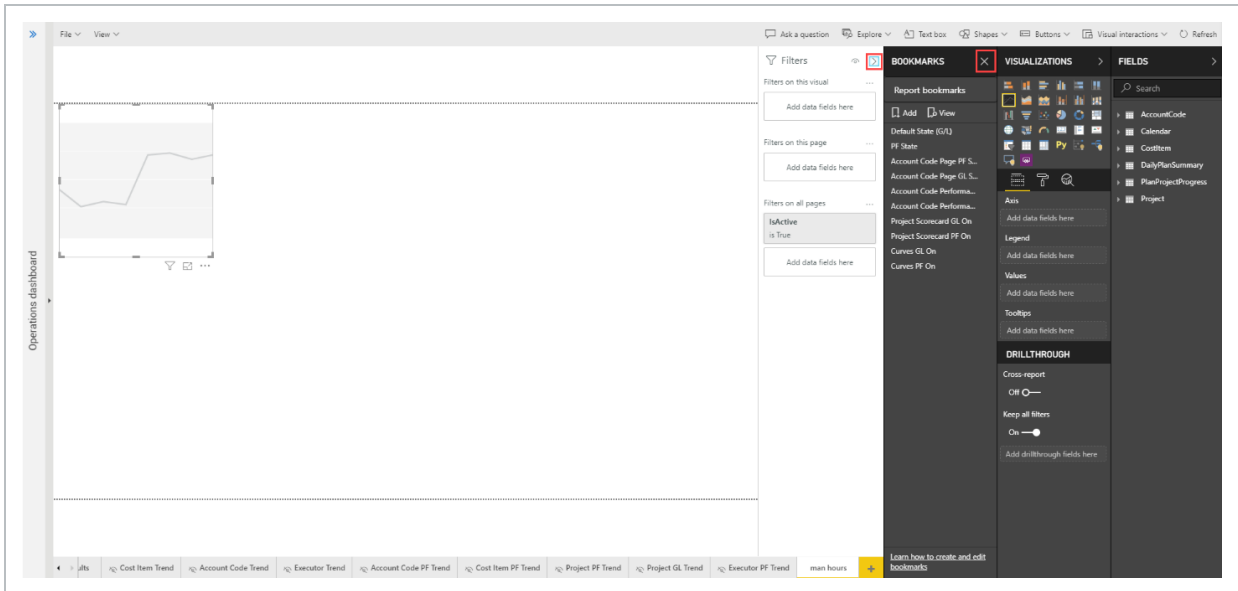 File View Ask a question Explore Text box Shapes Buttons Visual interactions Refresh
Filters BOOKMARKS VISUALIZATIONS FIELDS
Filters on this visual ...
Report bookmarks
Search
Add data fields here
Add View
AccountCode
Default State (G/L)
Calendar
Filters on this page ...
PF State
Py
CostItem
Add data fields here
Account Code Page PF S...
DailyPlanSummary
Account Code Page GL S...
PlanProjectProgress
Account Code Performa...
Axis
Project
Filters on all pages ...
Account Code Performa...
Add data fields here
IsActive
is True
Project Scorecard GL On
Project Scorecard PF On
Legend
Curves GL On
Add data fields here
Add data fields here
Curves PF On
Values
Add data fields here
Tooltips
Add data fields here
DRILLTHROUGH
Cross-report
Off
Keep all filters
On
Add drillthrough fields here
Operations dashboard
Learn how to create and edit
bookmarks
ults Cost Item Trend Account Code Trend Executor Trend Account Code PF Trend Cost Item PF Trend Project PF Trend Project GL Trend Executor PF Trend man hours +